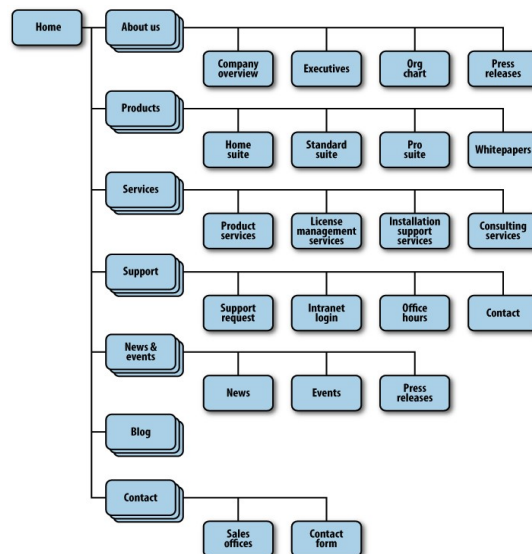 Home
About us
Company
overview
Executives
Org
chart
Press
releases
Products
Home
suite
Standard
suite
Pro
suite
Whitepapers
Services
Product
services
License
management
services
Installation
support
services
Consulting
services
Support
Support
request
Intranet
login
Office
hours
Contact
News &
events
News
Events
Press
releases
Blog
Contact
Sales
offices
Contact
form